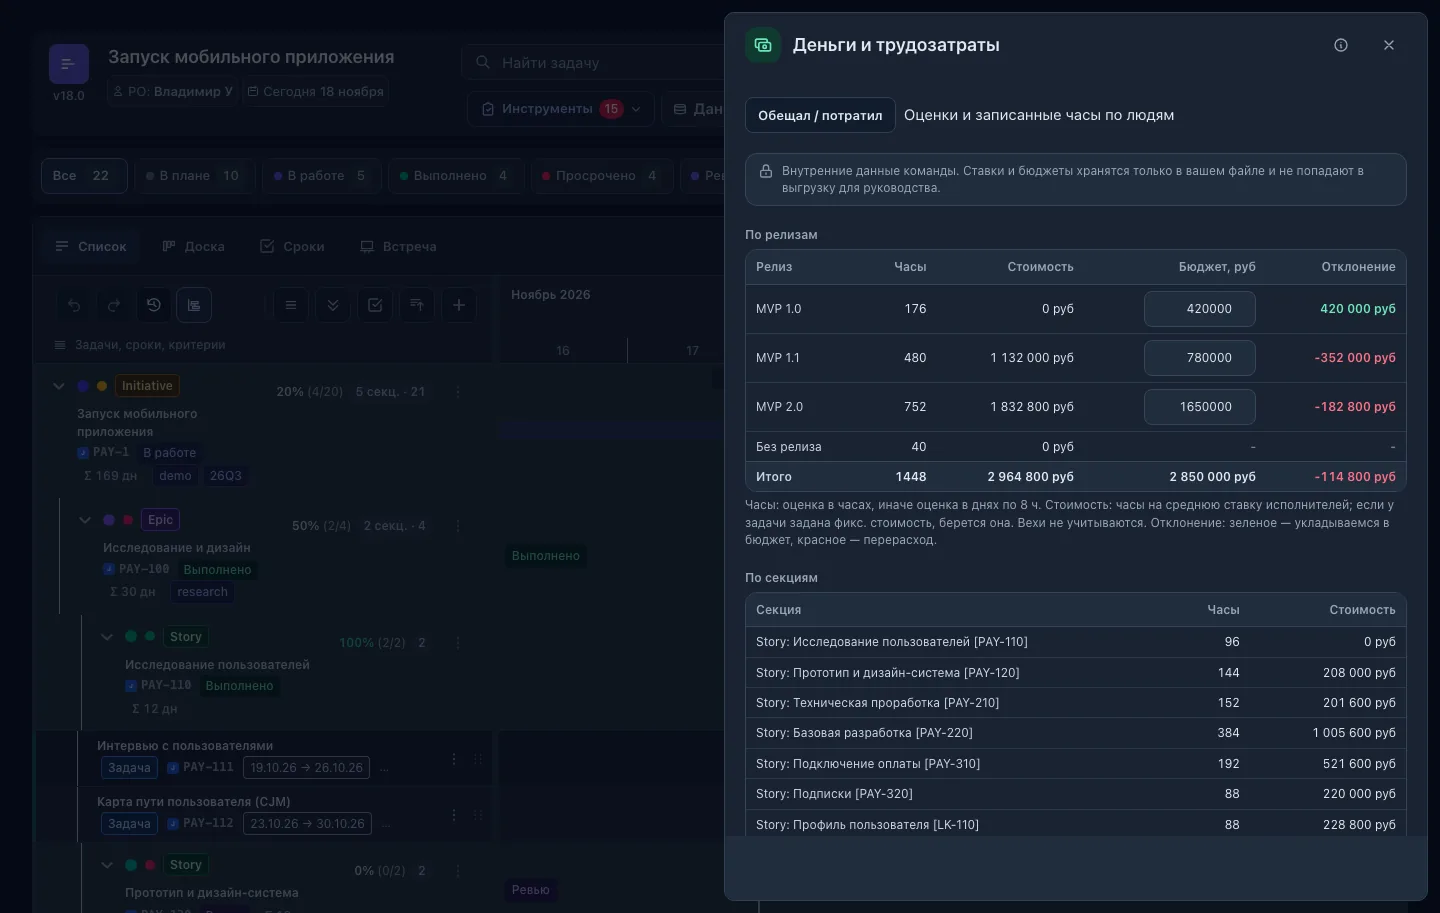 Запуск мобильного приложения
v18.0
PO: Владимир У
Сегодня 18 ноября
Найти задачу
Инструменты 15
Все 22
В плане 10
В работе 5
Выполнено 4
Просрочено 4
Список
Доска
Сроки
Встреча
Ноябрь 2026
Задачи, сроки, критерии
16
17
Initiative
20% (4/20) 5 секц. · 21
Запуск мобильного
приложения
PAY-1 В работе
Σ 169 дн demo 26Q3
Epic
50% (2/4) 2 секц. · 4
Исследование и дизайн
PAY-100 Выполнено
Σ 30 дн research
Выполнено
Story
100% (2/2) 2
Исследование пользователей
PAY-110 Выполнено
Σ 12 дн
Интервью с пользователями
Задача PAY-111 19.10.26 → 26.10.26 ...
Карта пути пользователя (CJM)
Задача PAY-112 23.10.26 → 30.10.26 ...
Story
0% (0/2) 2
Прототип и дизайн-система
Ревью
Деньги и трудозатраты
Обещал / потратил Оценки и записанные часы по людям
Внутренние данные команды. Ставки и бюджеты хранятся только в вашем файле и не попадают в
выгрузку для руководства.
По релизам
Релиз Часы Стоимость Бюджет, руб Отклонение
MVP 1.0 176 0 руб 420000 420 000 руб
MVP 1.1 480 1 132 000 руб 780000 -352 000 руб
MVP 2.0 752 1 832 800 руб 1650000 -182 800 руб
Без релиза 40 0 руб - -
Итого 1448 2 964 800 руб 2 850 000 руб -114 800 руб
Часы: оценка в часах, иначе оценка в днях по 8 ч. Стоимость: часы на среднюю ставку исполнителей; если у
задачи задана фикс. стоимость, берется она. Вехи не учитываются. Отклонение: зеленое — укладываемся в
бюджет, красное — перерасход.
По секциям
Секция Часы Стоимость
Story: Исследование пользователей [PAY-110] 96 0 руб
Story: Прототип и дизайн-система [PAY-120] 144 208 000 руб
Story: Техническая проработка [PAY-210] 152 201 600 руб
Story: Базовая разработка [PAY-220] 384 1 005 600 руб
Story: Подключение оплаты [PAY-310] 192 521 600 руб
Story: Подписки [PAY-320] 88 220 000 руб
Story: Профиль пользователя [LK-110] 88 228 800 руб